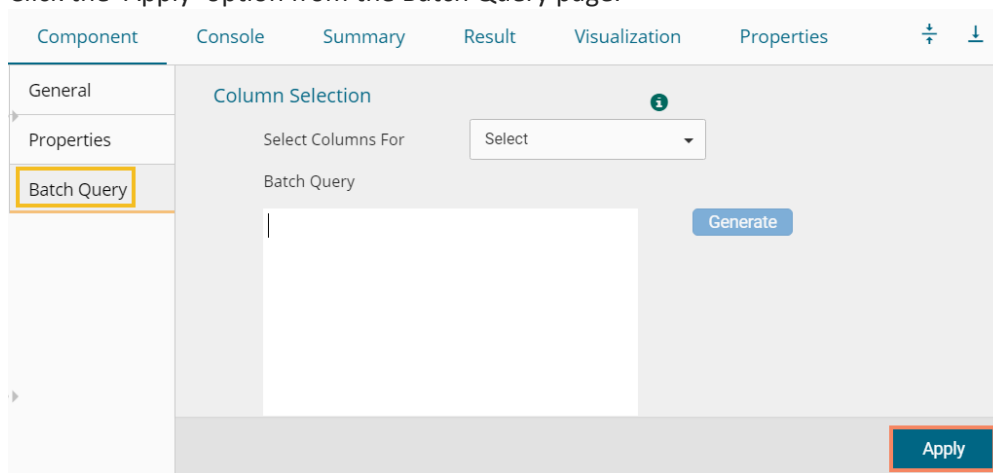 Click the 'Apply' option from the Batch Query page.
Component Console Summary Result Visualization Properties
General
Column Selection
Properties
Select Columns For Select
Batch Query
Batch Query
Generate
Apply